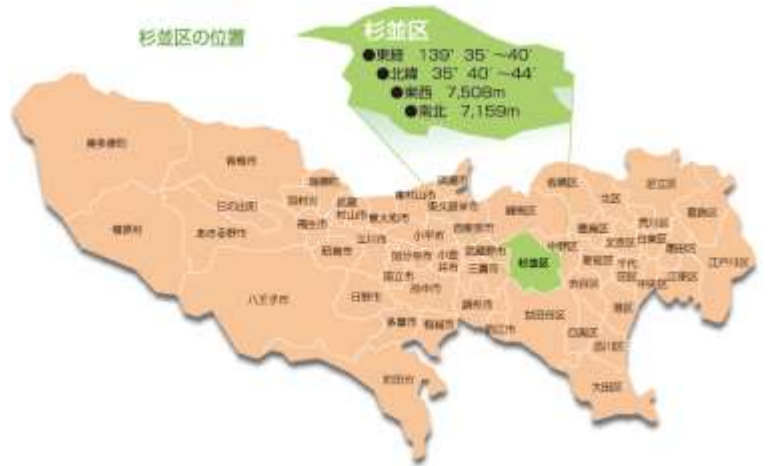 杉並区の位置
杉並区
●東経 139° 35′ ～40′
●北緯 35° 40′ ～44′
●東西 7,508m
●南北 7,159m
奥多摩町
青梅市
瑞穂町
清瀬市
東村山市
板橋区
北区
足立区
日の出町
羽村市
武蔵
村山市
東大和市
東久留米市
練馬区
葛飾区
檜原村
あきる野市
福生市
小平市
西東京市
豊島区
荒川区
文京区
台東区
墨田区
昭島市
立川市
国分寺市
小金
井市
武蔵野市
杉並区
中野区
新宿区
千代
田区
江戸川区
国立市
三鷹市
渋谷区
中央区
江東区
八王子市
日野市
府中市
調布市
世田谷区
港区
多摩市
稲城市
狛江市
目黒区
品川区
町田市
大田区